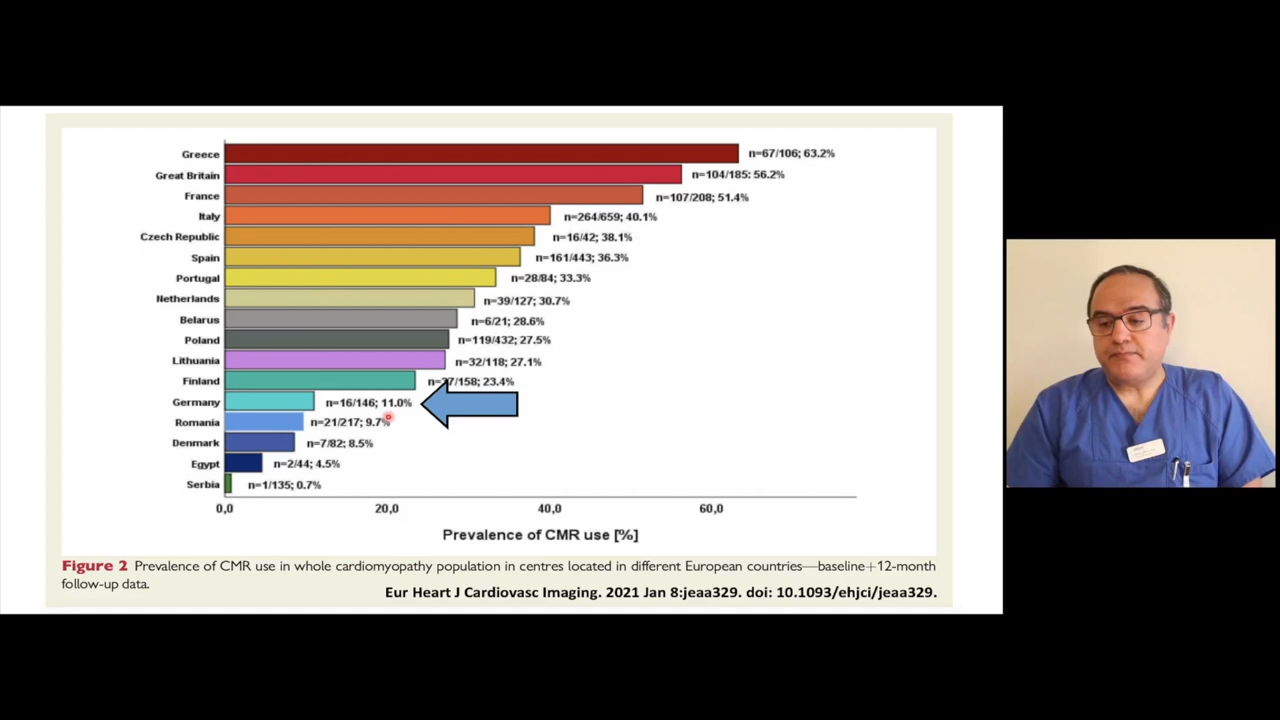 Greece n=67/106; 63.2%
Great Britain n=104/185: 56.2%
France n=107/208; 51.4%
Italy n=264/659; 40.1%
Czech Republic n=16/42; 38.1%
Spain n=161/443; 36.3%
Portugal n=28/84; 33.3%
Netherlands n=39/127; 30.7%
Belarus n=6/21; 28.6%
Poland n=119/432; 27.5%
Lithuania n=32/118; 27.1%
Finland n=37/158; 23.4%
Germany n=16/146; 11.0%
Romania n=21/217; 9.7%
Denmark n=7/82; 8.5%
Egypt n=2/44; 4.5%
Serbia n=1/135; 0.7%
0,0 20,0 40,0 60,0
Prevalence of CMR use [%]
Figure 2 Prevalence of CMR use in whole cardiomyopathy population in centres located in different European countries—baseline+12-month
follow-up data.
Eur Heart J Cardiovasc Imaging. 2021 Jan 8:jeaa329. doi: 10.1093/ehjci/jeaa329.